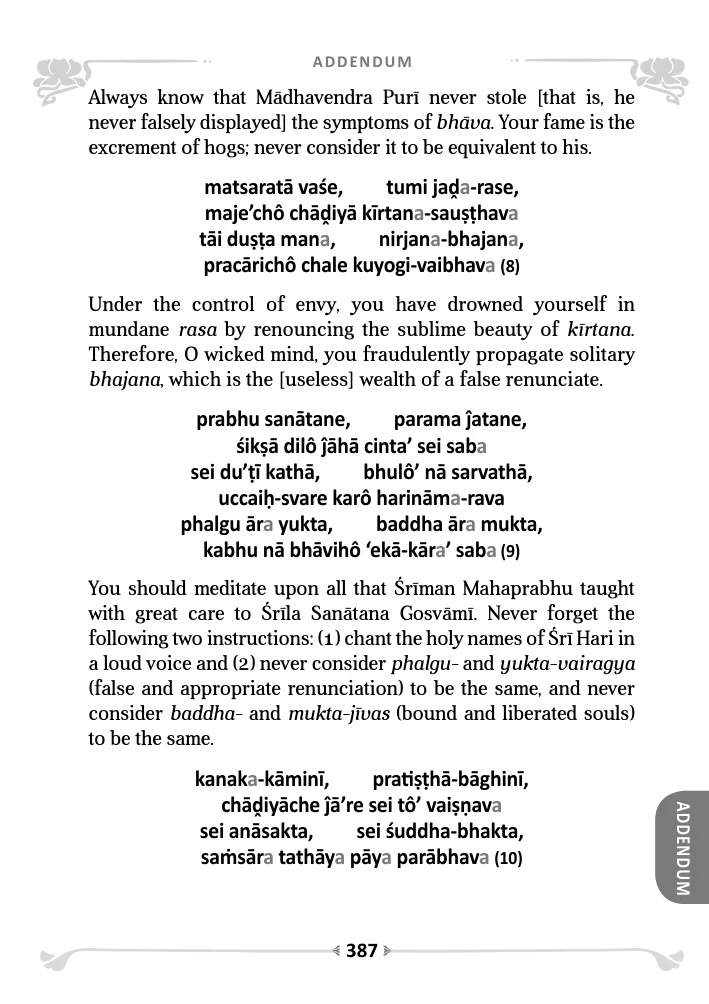 ADDENDUM
Always know that Mādhavendra Purī never stole [that is, he
never falsely displayed] the symptoms of bhāva. Your fame is the
excrement of hogs; never consider it to be equivalent to his.
matsaratā vaśe, tumi jaḓa-rase,
maje’chô chāḓiyā kīrtana-sauṣṭhava
tāi duṣṭa mana, nirjana-bhajana,
pracārichô chale kuyogi-vaibhava (8)
Under the control of envy, you have drowned yourself in
mundane rasa by renouncing the sublime beauty of kīrtana.
Therefore, O wicked mind, you fraudulently propagate solitary
bhajana, which is the [useless] wealth of a false renunciate.
prabhu sanātane, parama ĵatane,
śikṣā dilô ĵāhā cinta’ sei saba
sei du’ṭī kathā, bhulô’ nā sarvathā,
uccaiḥ-svare karô harināma-rava
phalgu āra yukta, baddha āra mukta,
kabhu nā bhāvihô ‘ekā-kāra’ saba (9)
You should meditate upon all that Śrīman Mahaprabhu taught
with great care to Śrīla Sanātana Gosvāmī. Never forget the
following two instructions: (1) chant the holy names of Śrī Hari in
a loud voice and (2) never consider phalgu- and yukta-vairagya
(false and appropriate renunciation) to be the same, and never
consider baddha- and mukta-jīvas (bound and liberated souls)
to be the same.
kanaka-kāminī, pratiṣṭhā-bāghinī,
chāḓiyāche ĵā’re sei tô’ vaiṣṇava
sei anāsakta, sei śuddha-bhakta,
saṁsāra tathāya pāya parābhava (10)
ADDENDUM
387